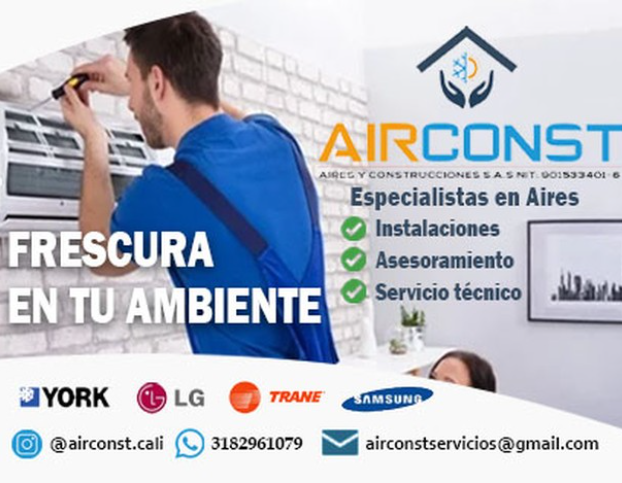 AIRCONST
AIRES Y CONSTRUCCIONES S.A.S NIT. 901533401-6
Especialistas en Aires
Instalaciones
Asesoramiento
Servicio técnico
FRESCURA
EN TU AMBIENTE
YORK
LG
TRANE
SAMSUNG
@airconst.cali
3182961079
airconstservicios@gmail.com